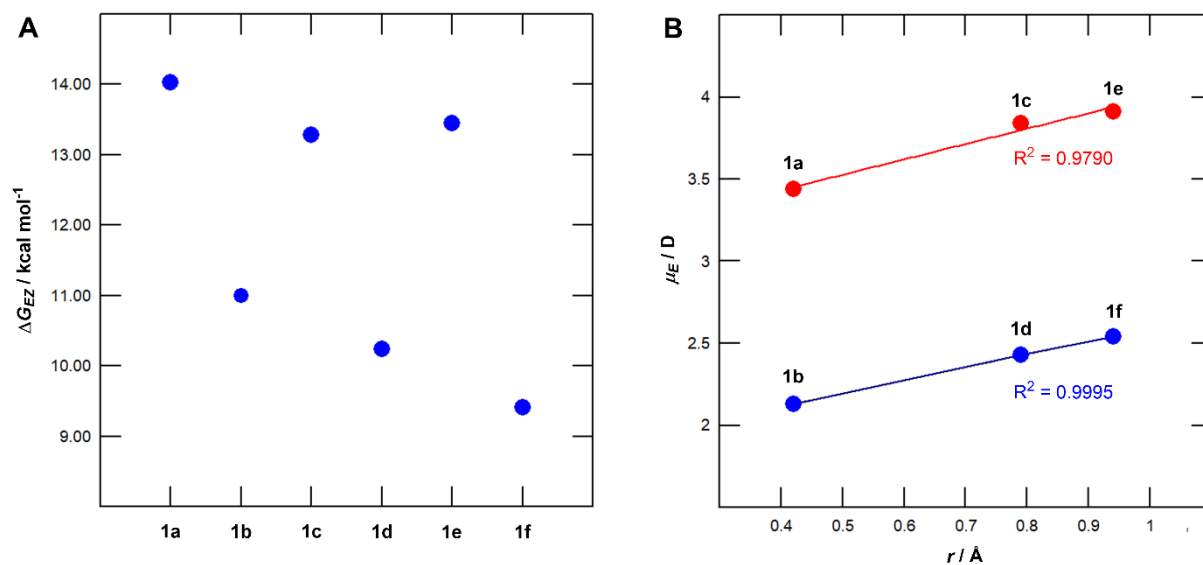 A
ΔG_EZ / kcal mol⁻¹
14.00
13.00
12.00
11.00
10.00
9.00
1a 1b 1c 1d 1e 1f
B
μ_E / D
4
3.5
3
2.5
2
1a
1c
1e
R² = 0.9790
1b
1d
1f
R² = 0.9995
0.4 0.5 0.6 0.7 0.8 0.9 1
r / Å